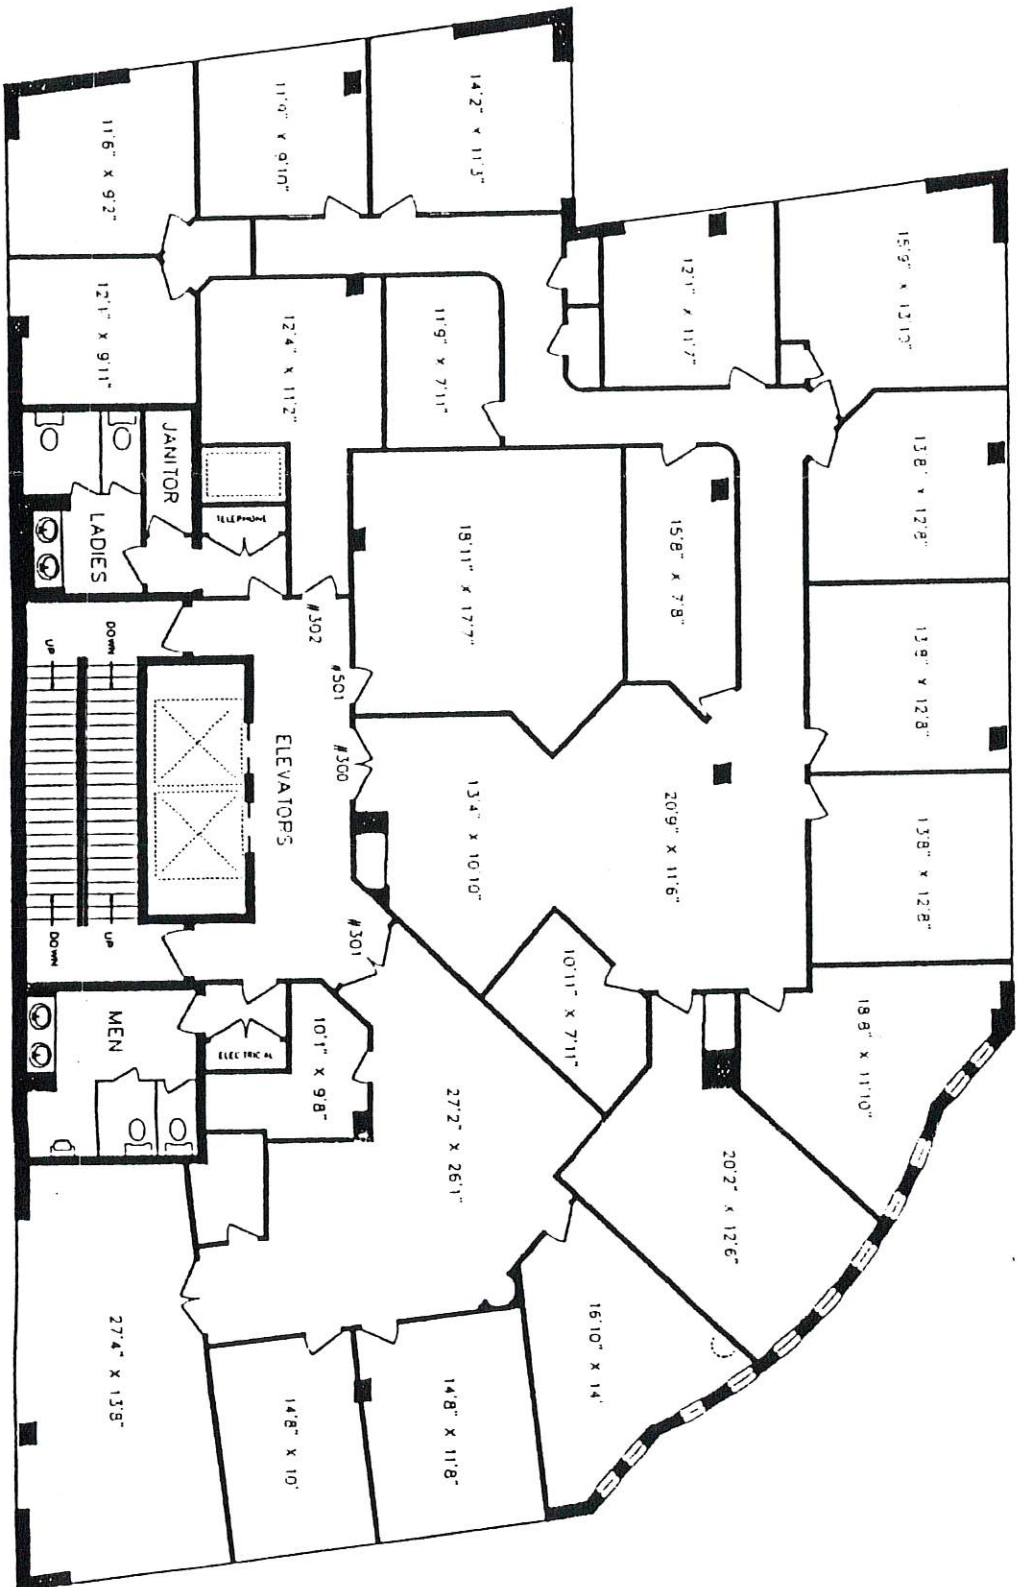 14'2" X 11'3"
11'9" X 9'10"
11'6" X 9'2"
15'9" X 13'10"
12'1" X 11'7"
12'1" X 9'11"
12'4" X 11'2"
11'9" X 7'11"
13'8" X 12'8"
JANITOR
LADIES
TELEPHONE
18'11" X 17'7"
15'8" X 7'8"
13'8" X 12'8"
#302
#501
#300
#301
DOWN
UP
ELEVATORS
13'4" X 10'10"
20'9" X 11'6"
13'8" X 12'8"
UP
DOWN
MEN
ELECTRICAL
10'1" X 9'8"
10'11" X 7'11"
18'8" X 11'10"
27'2" X 26'1"
20'2" X 12'6"
27'4" X 13'8"
14'8" X 10'
14'8" X 11'8"
16'10" X 14'